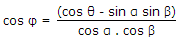 cos φ = (cos θ - sin α sin β) / cos α . cos β